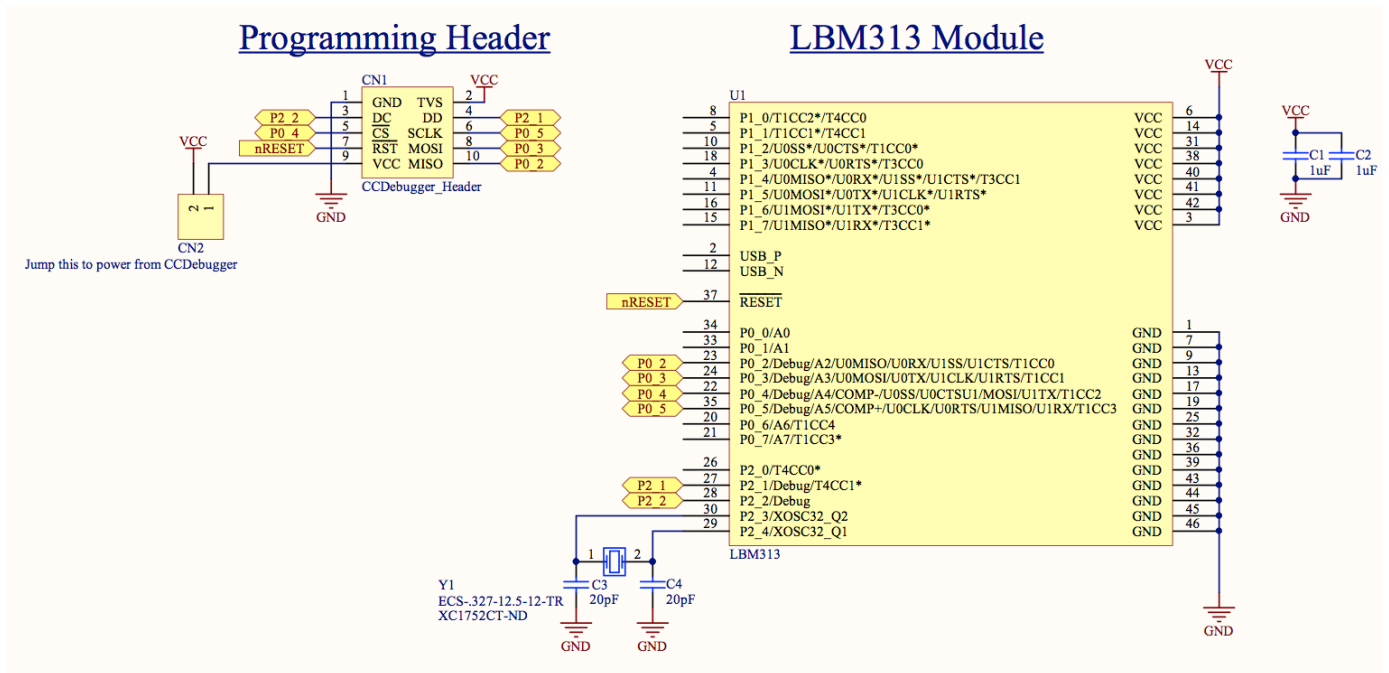 Programming Header
LBM313 Module
CN1
VCC
1 GND TVS 2
P2_2 3 DC DD 4 P2_1
P0_4 5 CS SCLK 6 P0_5
nRESET 7 RST MOSI 8 P0_3
9 VCC MISO 10 P0_2
CCDebugger_Header
GND
VCC
2 1
CN2
Jump this to power from CCDebugger
U1
VCC
8 P1_0/T1CC2*/T4CC0 VCC 6
5 P1_1/T1CC1*/T4CC1 VCC 14
10 P1_2/U0SS*/U0CTS*/T1CC0* VCC 31
18 P1_3/U0CLK*/U0RTS*/T3CC0 VCC 38
4 P1_4/U0MISO*/U0RX*/U1SS*/U1CTS*/T3CC1 VCC 40
11 P1_5/U0MOSI*/U0TX*/U1CLK*/U1RTS* VCC 41
16 P1_6/U1MOSI*/U1TX*/T3CC0* VCC 42
15 P1_7/U1MISO*/U1RX*/T3CC1* VCC 3
2 USB_P
12 USB_N
nRESET 37 RESET
34 P0_0/A0 GND 1
33 P0_1/A1 GND 7
P0_2 23 P0_2/Debug/A2/U0MISO/U0RX/U1SS/U1CTS/T1CC0 GND 9
P0_3 24 P0_3/Debug/A3/U0MOSI/U0TX/U1CLK/U1RTS/T1CC1 GND 13
P0_4 22 P0_4/Debug/A4/COMP-/U0SS/U0CTSU1/MOSI/U1TX/T1CC2 GND 17
P0_5 35 P0_5/Debug/A5/COMP+/U0CLK/U0RTS/U1MISO/U1RX/T1CC3 GND 19
20 P0_6/A6/T1CC4 GND 25
21 P0_7/A7/T1CC3* GND 32
GND 36
26 P2_0/T4CC0* GND 39
P2_1 27 P2_1/Debug/T4CC1* GND 43
P2_2 28 P2_2/Debug GND 44
30 P2_3/XOSC32_Q2 GND 45
29 P2_4/XOSC32_Q1 GND 46
LBM313
GND
VCC
C1 C2
1uF 1uF
GND
1 2
Y1
ECS-.327-12.5-12-TR
XC1752CT-ND
C3 C4
20pF 20pF
GND GND